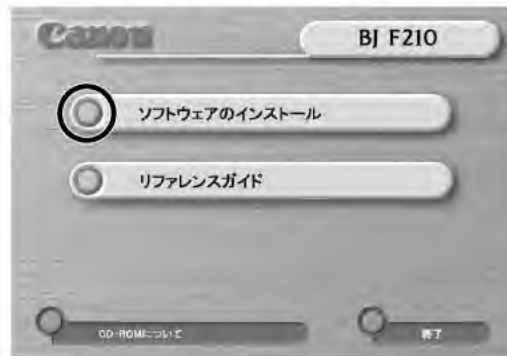 Canon
BJ F210
ソフトウェアのインストール
リファレンスガイド
CD-ROMについて
終了